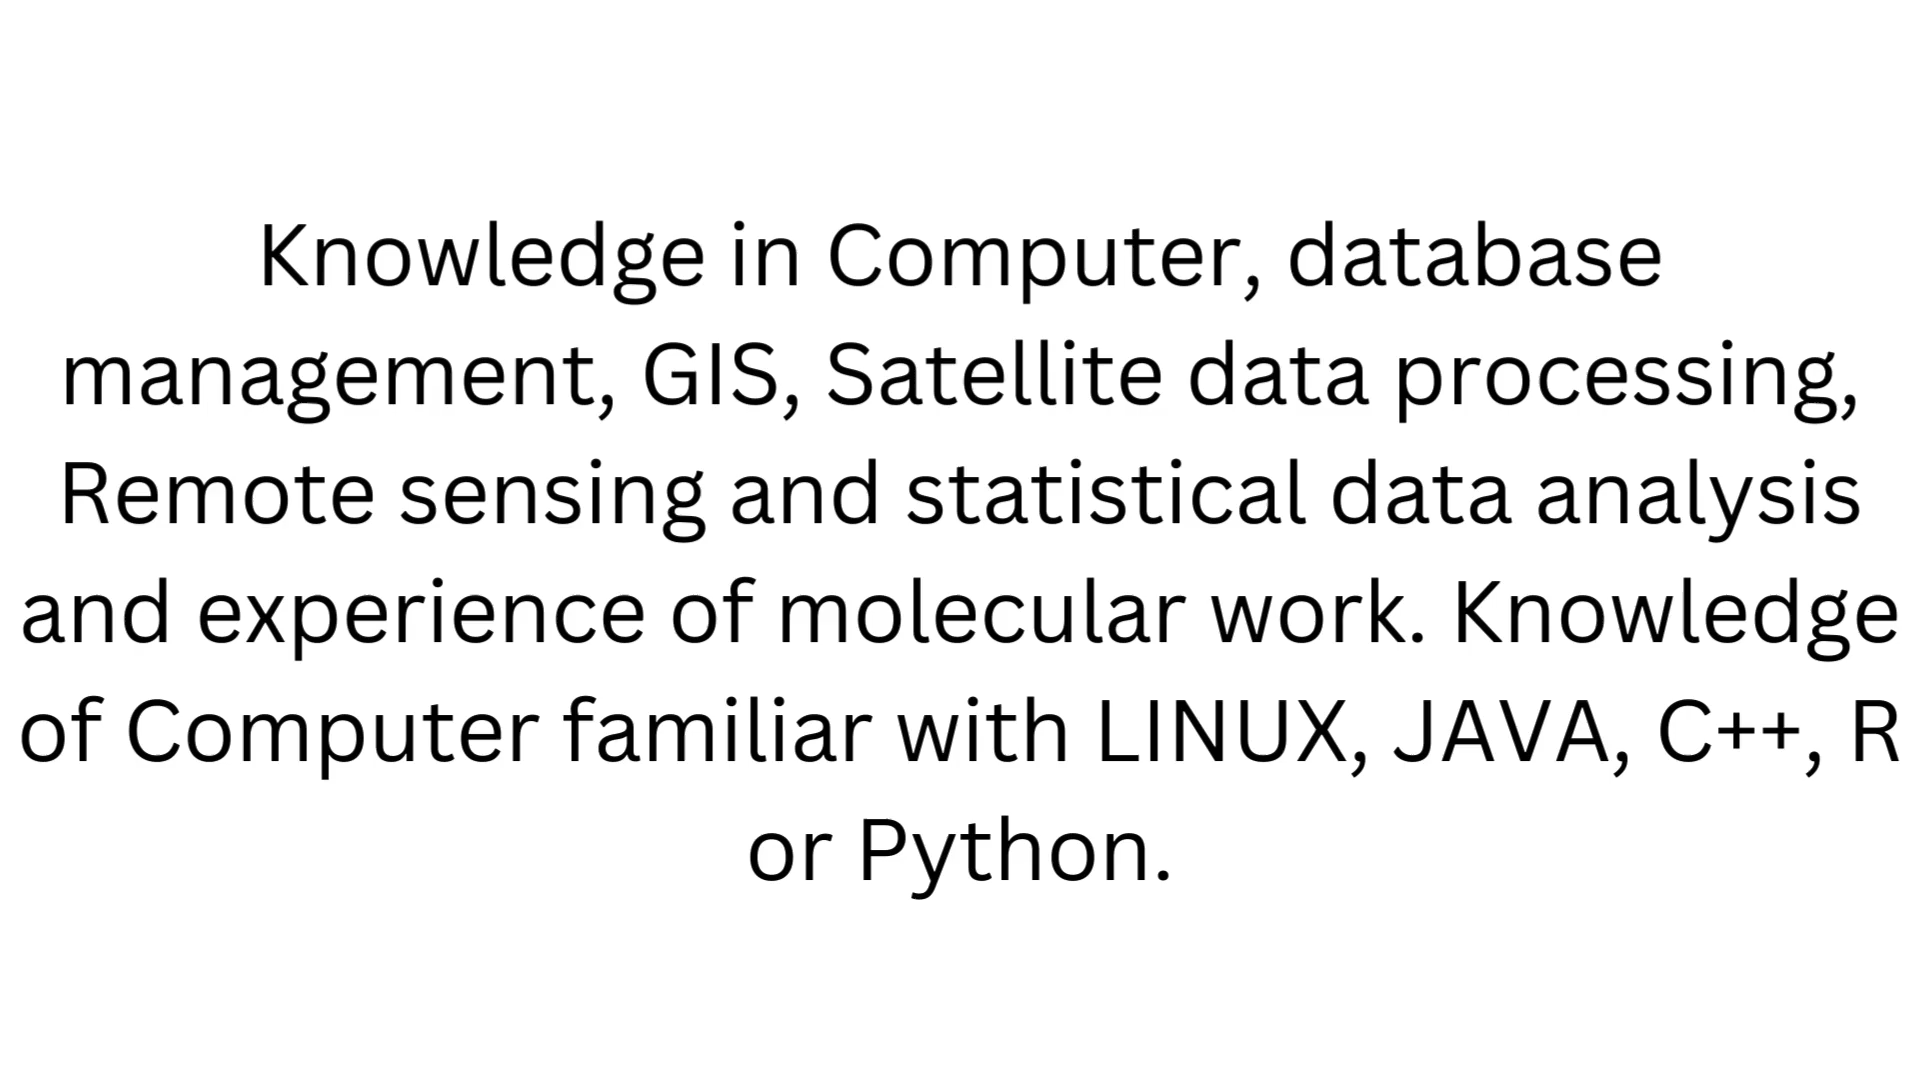 Knowledge in Computer, database
management, GIS, Satellite data processing,
Remote sensing and statistical data analysis
and experience of molecular work. Knowledge
of Computer familiar with LINUX, JAVA, C++, R
or Python.